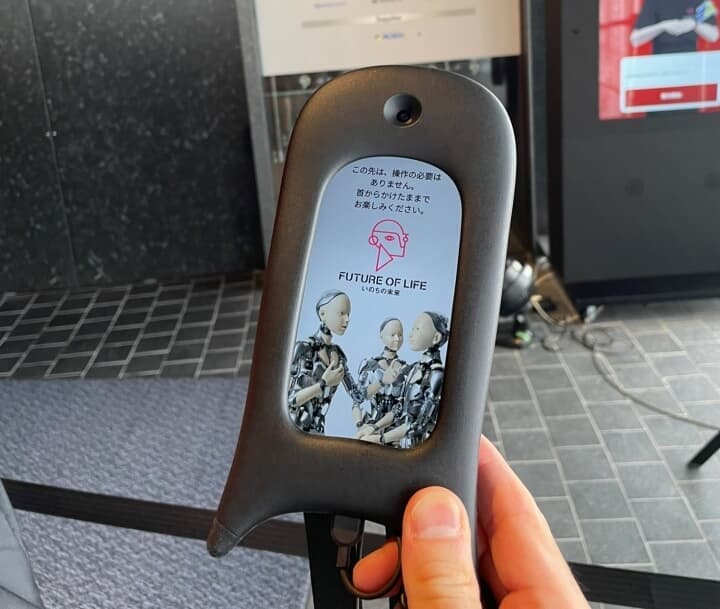 この先は、操作の必要は
ありません。
首からかけたままで
お楽しみください。
FUTURE OF LIFE
いのちの未来